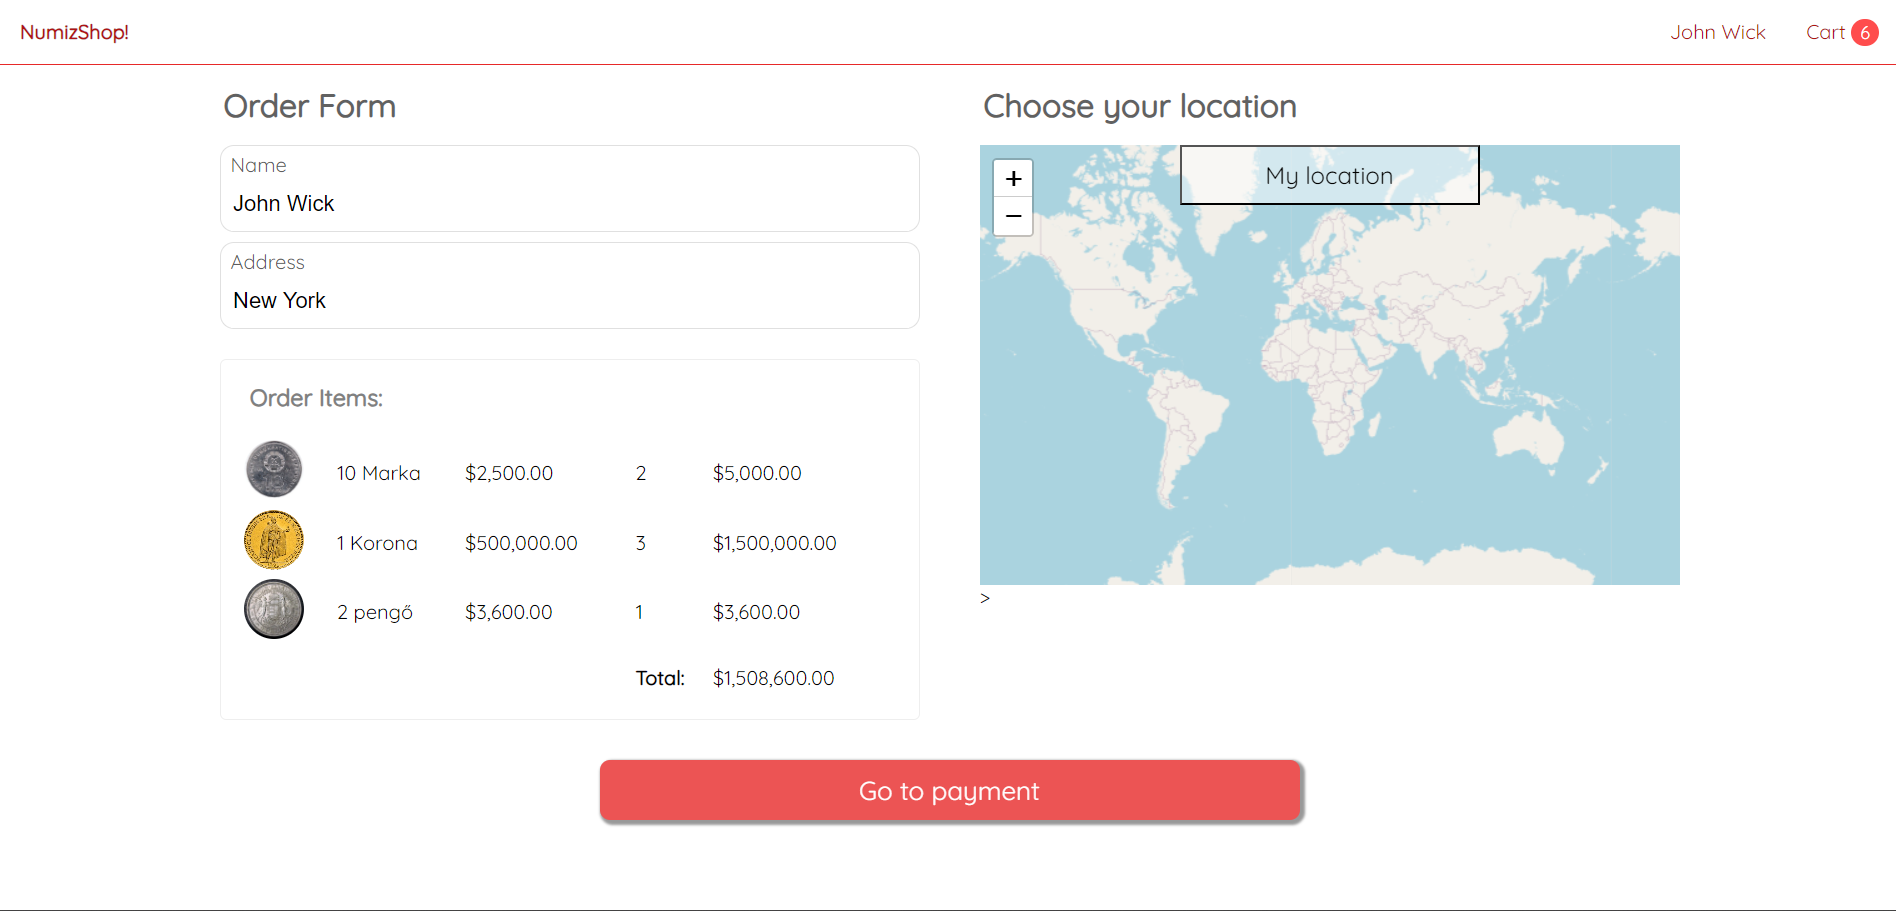 NumizShop!
John Wick
Cart 6
Order Form
Name
John Wick
Address
New York
Order Items:
10 Marka $2,500.00 2 $5,000.00
1 Korona $500,000.00 3 $1,500,000.00
2 pengő $3,600.00 1 $3,600.00
Total: $1,508,600.00
Choose your location
+
−
My location
>
Go to payment